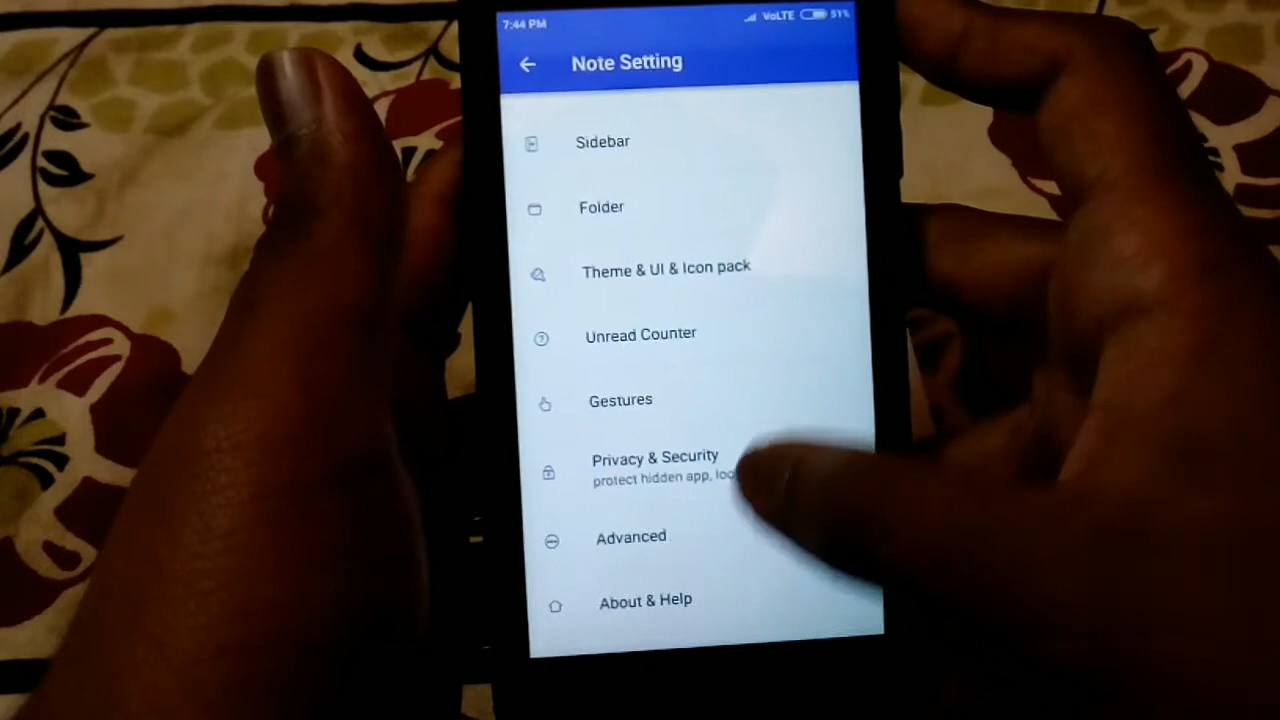 7:44 PM VoLTE 51%
Note Setting
Sidebar
Folder
Theme & UI & Icon pack
Unread Counter
Gestures
Privacy & Security
protect hidden app,
Advanced
About & Help